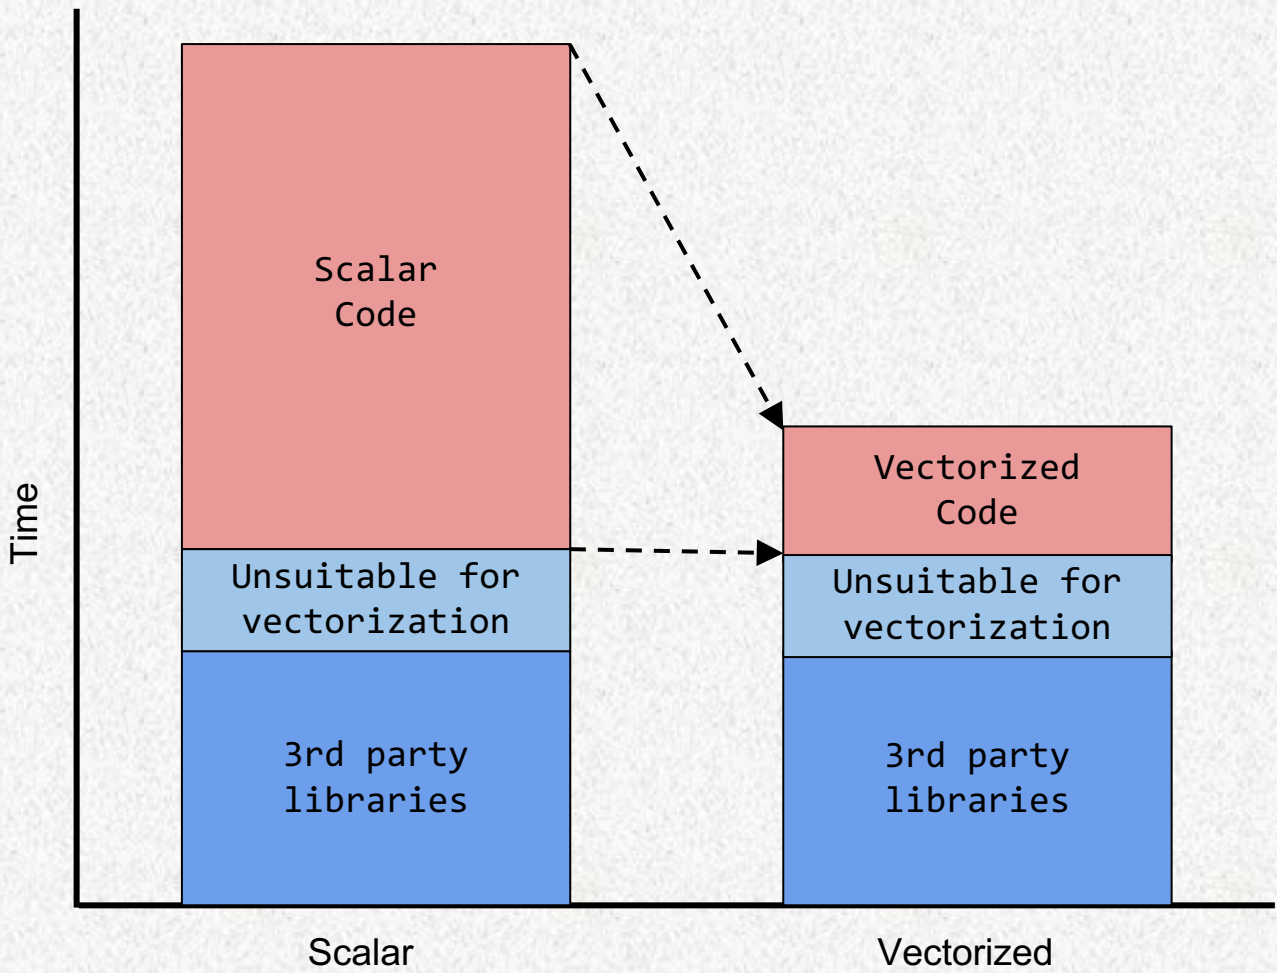 Time
Scalar
Code
Unsuitable for
vectorization
3rd party
libraries
Scalar
Vectorized
Code
Unsuitable for
vectorization
3rd party
libraries
Vectorized